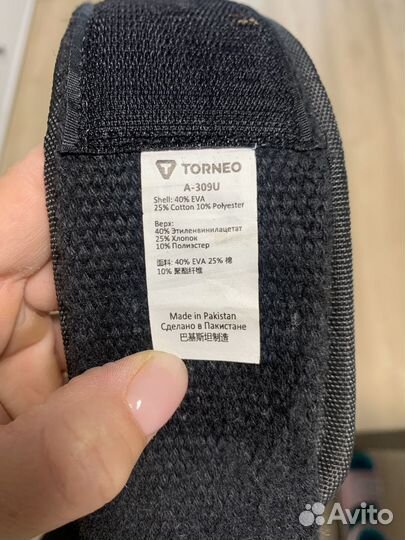 TORNEO
A-309U
Shell: 40% EVA
25% Cotton 10% Polyester
Верх:
40% Этиленвинилацетат
25% Хлопок
10% Полиэстер
面料: 40% EVA 25% 棉
10% 聚酯纤维
Made in Pakistan
Сделано в Пакистане
巴基斯坦制造
Avito